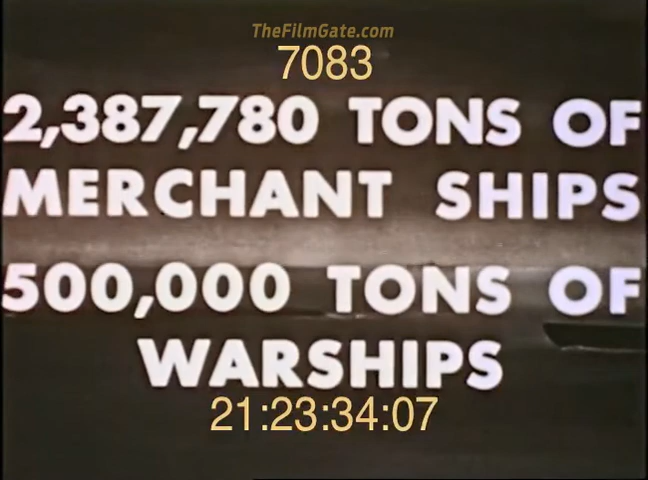 TheFilmGate.com
7083
2,387,780 TONS OF
MERCHANT SHIPS
500,000 TONS OF
WARSHIPS
21:23:34:07